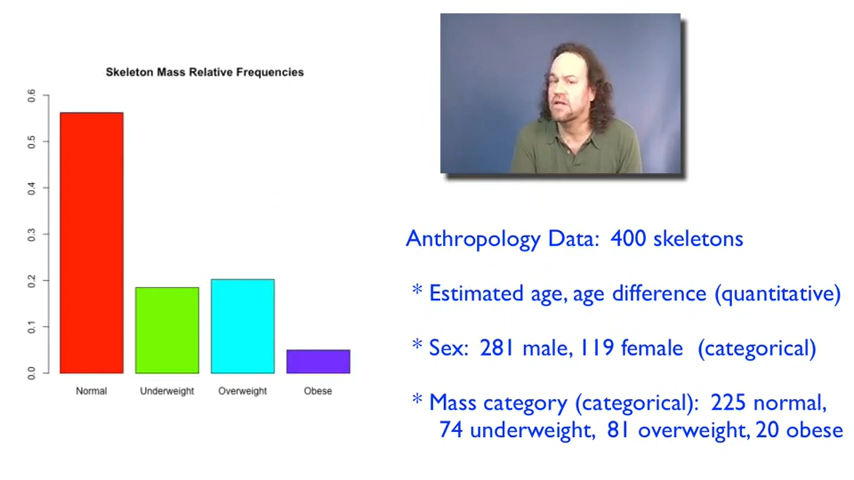 Skeleton Mass Relative Frequencies
0.6
0.5
0.4
0.3
0.2
0.1
0.0
Normal Underweight Overweight Obese
Anthropology Data: 400 skeletons
* Estimated age, age difference (quantitative)
* Sex: 281 male, 119 female (categorical)
* Mass category (categorical): 225 normal,
74 underweight, 81 overweight, 20 obese